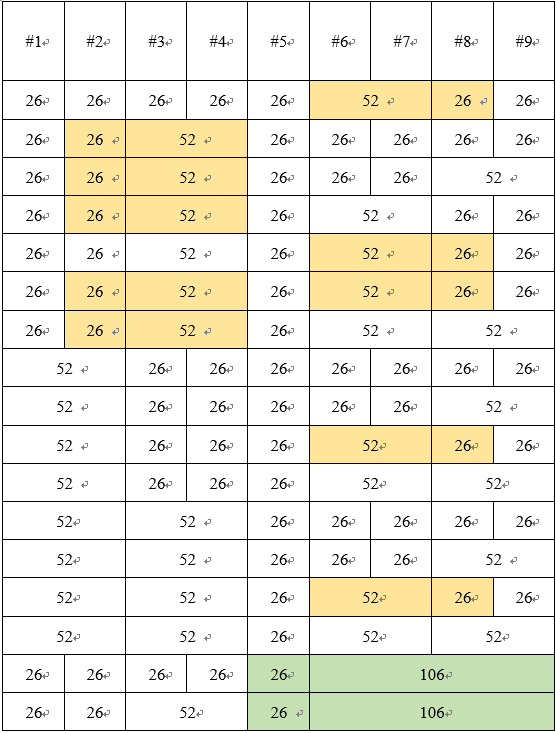 #1 #2 #3 #4 #5 #6 #7 #8 #9
26 26 26 26 26 52 26 26
26 26 52 26 26 26 26 26
26 26 52 26 26 26 52
26 26 52 26 52 26 26
26 26 52 26 52 26 26
26 26 52 26 52 26 26
26 26 52 26 52 52
52 26 26 26 26 26 26 26
52 26 26 26 26 26 52
52 26 26 26 52 26 26
52 26 26 26 52 52
52 52 26 26 26 26 26
52 52 26 26 26 52
52 52 26 52 26 26
52 52 26 52 52
26 26 26 26 26 106
26 26 52 26 106